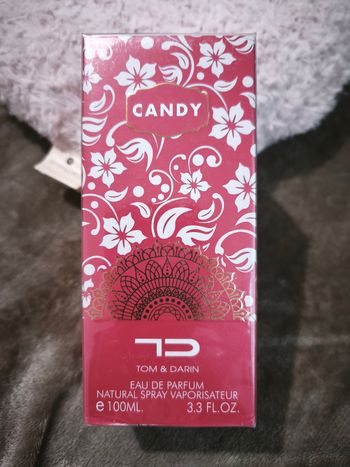 CANDY
TD
TOM & DARIN
EAU DE PARFUM
NATURAL SPRAY VAPORISATEUR
e 100ML. 3.3 FL.OZ.